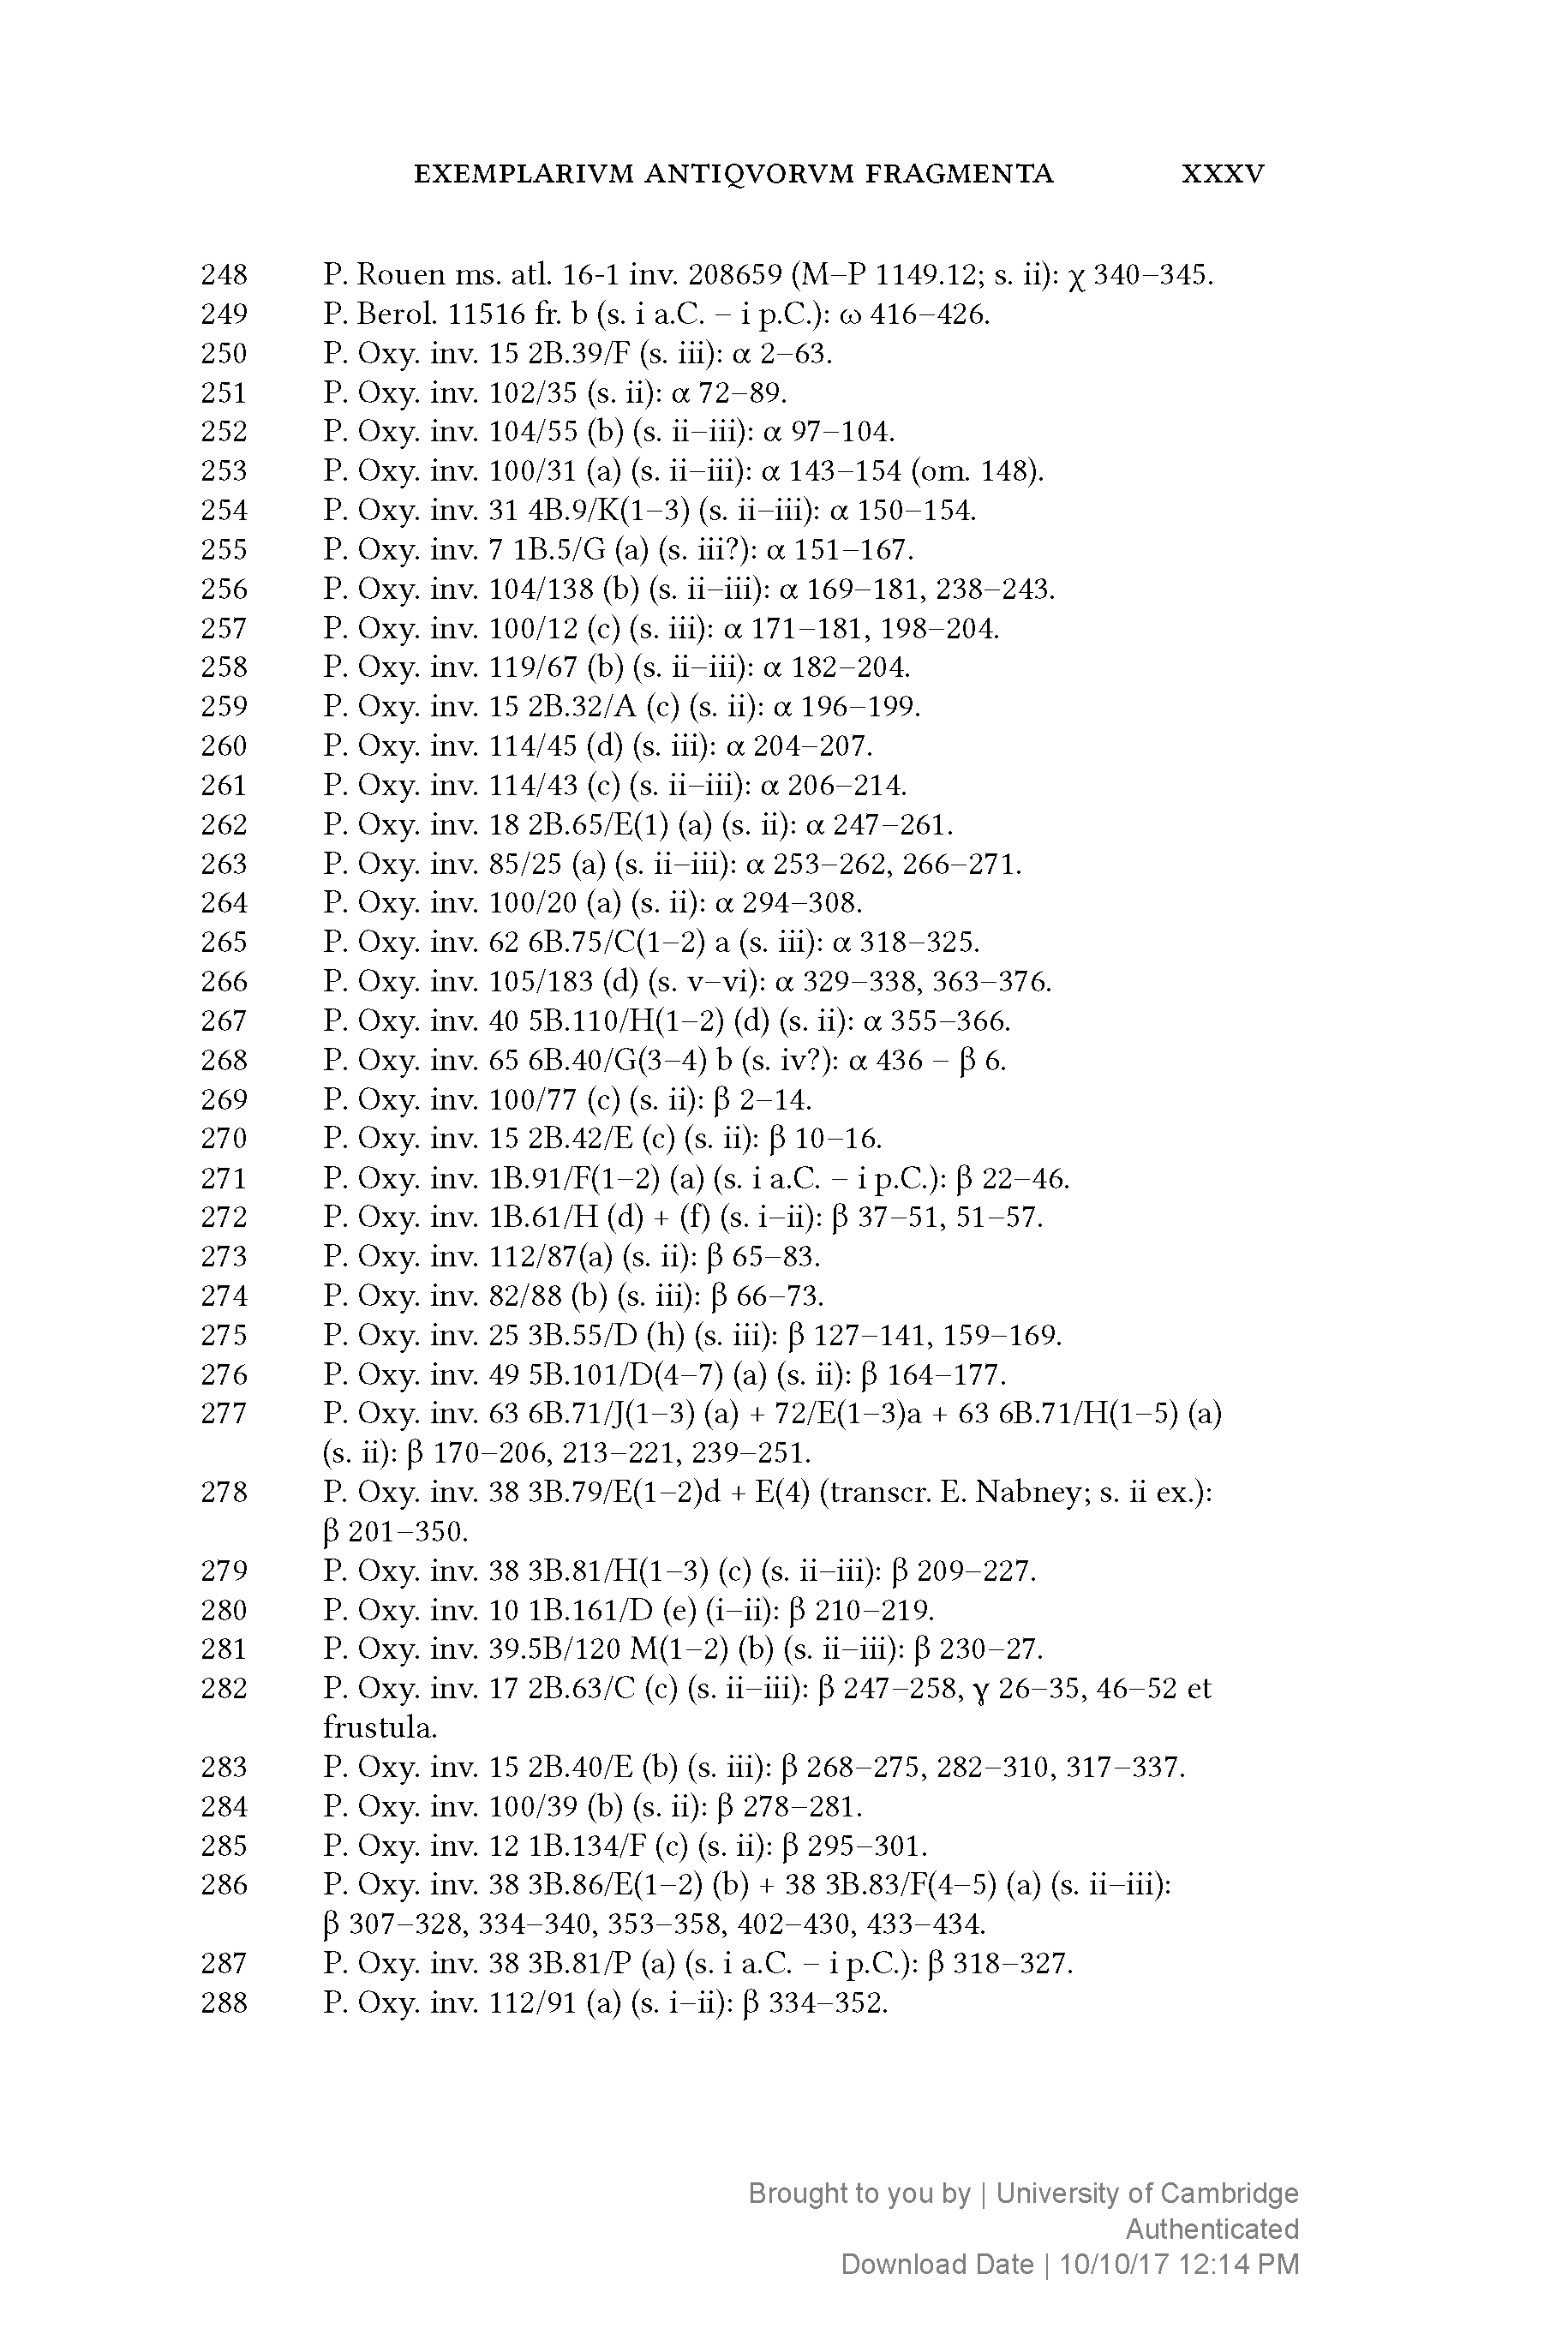 EXEMPLARIVM ANTIQVORVM FRAGMENTA XXXV
248 P. Rouen ms. atl. 16-1 inv. 208659 (M–P 1149.12; s. ii): χ 340–345.
249 P. Berol. 11516 fr. b (s. i a.C. – i p.C.): ω 416–426.
250 P. Oxy. inv. 15 2B.39/F (s. iii): α 2–63.
251 P. Oxy. inv. 102/35 (s. ii): α 72–89.
252 P. Oxy. inv. 104/55 (b) (s. ii–iii): α 97–104.
253 P. Oxy. inv. 100/31 (a) (s. ii–iii): α 143–154 (om. 148).
254 P. Oxy. inv. 31 4B.9/K(1–3) (s. ii–iii): α 150–154.
255 P. Oxy. inv. 7 1B.5/G (a) (s. iii?): α 151–167.
256 P. Oxy. inv. 104/138 (b) (s. ii–iii): α 169–181, 238–243.
257 P. Oxy. inv. 100/12 (c) (s. iii): α 171–181, 198–204.
258 P. Oxy. inv. 119/67 (b) (s. ii–iii): α 182–204.
259 P. Oxy. inv. 15 2B.32/A (c) (s. ii): α 196–199.
260 P. Oxy. inv. 114/45 (d) (s. iii): α 204–207.
261 P. Oxy. inv. 114/43 (c) (s. ii–iii): α 206–214.
262 P. Oxy. inv. 18 2B.65/E(1) (a) (s. ii): α 247–261.
263 P. Oxy. inv. 85/25 (a) (s. ii–iii): α 253–262, 266–271.
264 P. Oxy. inv. 100/20 (a) (s. ii): α 294–308.
265 P. Oxy. inv. 62 6B.75/C(1–2) a (s. iii): α 318–325.
266 P. Oxy. inv. 105/183 (d) (s. v–vi): α 329–338, 363–376.
267 P. Oxy. inv. 40 5B.110/H(1–2) (d) (s. ii): α 355–366.
268 P. Oxy. inv. 65 6B.40/G(3–4) b (s. iv?): α 436 – β 6.
269 P. Oxy. inv. 100/77 (c) (s. ii): β 2–14.
270 P. Oxy. inv. 15 2B.42/E (c) (s. ii): β 10–16.
271 P. Oxy. inv. 1B.91/F(1–2) (a) (s. i a.C. – i p.C.): β 22–46.
272 P. Oxy. inv. 1B.61/H (d) + (f) (s. i–ii): β 37–51, 51–57.
273 P. Oxy. inv. 112/87(a) (s. ii): β 65–83.
274 P. Oxy. inv. 82/88 (b) (s. iii): β 66–73.
275 P. Oxy. inv. 25 3B.55/D (h) (s. iii): β 127–141, 159–169.
276 P. Oxy. inv. 49 5B.101/D(4–7) (a) (s. ii): β 164–177.
277 P. Oxy. inv. 63 6B.71/J(1–3) (a) + 72/E(1–3)a + 63 6B.71/H(1–5) (a)
(s. ii): β 170–206, 213–221, 239–251.
278 P. Oxy. inv. 38 3B.79/E(1–2)d + E(4) (transcr. E. Nabney; s. ii ex.):
β 201–350.
279 P. Oxy. inv. 38 3B.81/H(1–3) (c) (s. ii–iii): β 209–227.
280 P. Oxy. inv. 10 1B.161/D (e) (i–ii): β 210–219.
281 P. Oxy. inv. 39.5B/120 M(1–2) (b) (s. ii–iii): β 230–27.
282 P. Oxy. inv. 17 2B.63/C (c) (s. ii–iii): β 247–258, γ 26–35, 46–52 et
frustula.
283 P. Oxy. inv. 15 2B.40/E (b) (s. iii): β 268–275, 282–310, 317–337.
284 P. Oxy. inv. 100/39 (b) (s. ii): β 278–281.
285 P. Oxy. inv. 12 1B.134/F (c) (s. ii): β 295–301.
286 P. Oxy. inv. 38 3B.86/E(1–2) (b) + 38 3B.83/F(4–5) (a) (s. ii–iii):
β 307–328, 334–340, 353–358, 402–430, 433–434.
287 P. Oxy. inv. 38 3B.81/P (a) (s. i a.C. – i p.C.): β 318–327.
288 P. Oxy. inv. 112/91 (a) (s. i–ii): β 334–352.
Brought to you by | University of Cambridge
Authenticated
Download Date | 10/10/17 12:14 PM